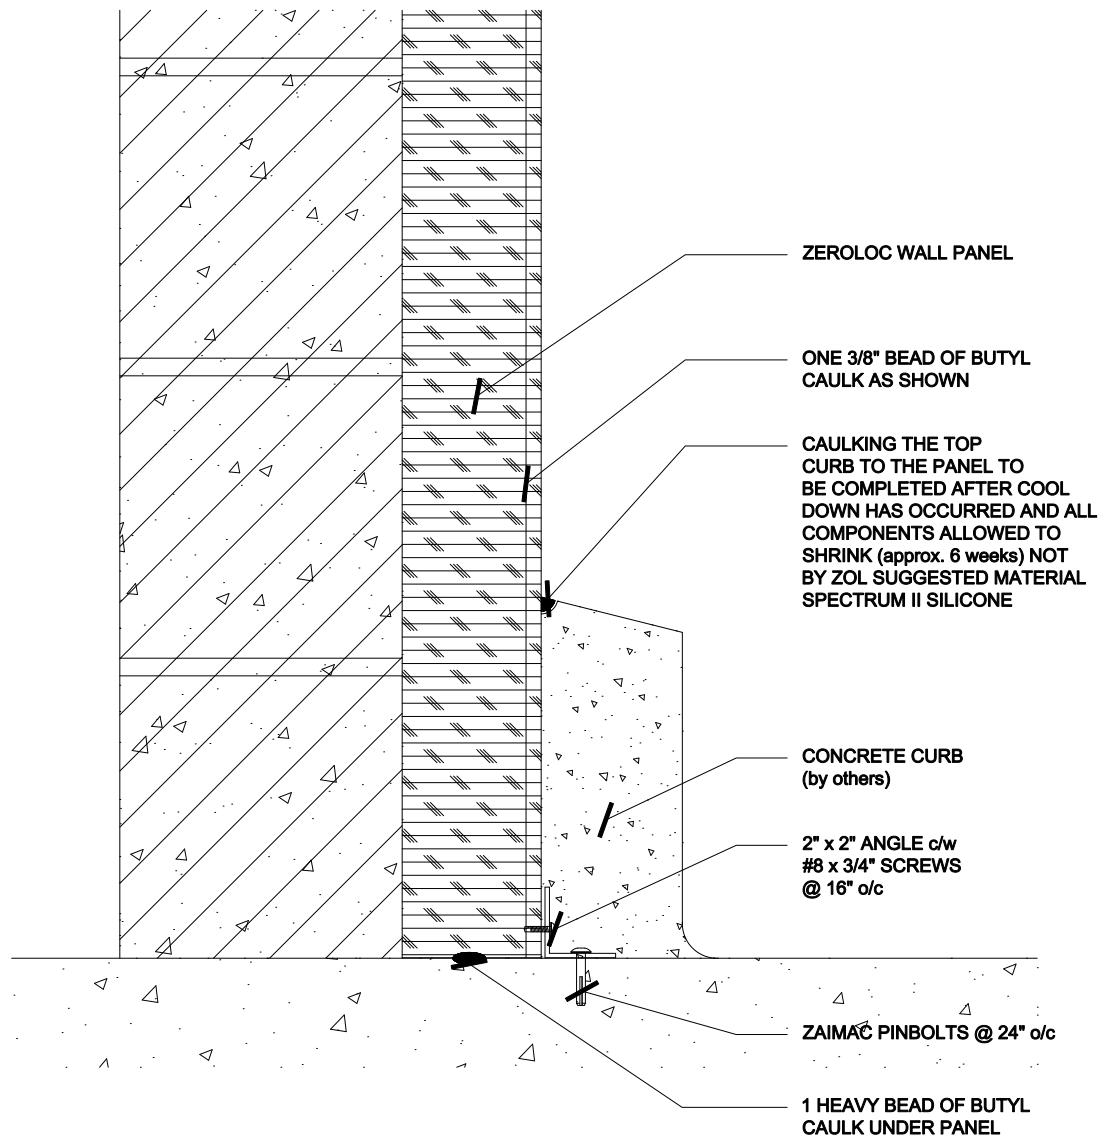 ZEROLOC WALL PANEL
ONE 3/8" BEAD OF BUTYL
CAULK AS SHOWN
CAULKING THE TOP
CURB TO THE PANEL TO
BE COMPLETED AFTER COOL
DOWN HAS OCCURRED AND ALL
COMPONENTS ALLOWED TO
SHRINK (approx. 6 weeks) NOT
BY ZOL SUGGESTED MATERIAL
SPECTRUM II SILICONE
CONCRETE CURB
(by others)
2" x 2" ANGLE c/w
#8 x 3/4" SCREWS
@ 16" o/c
ZAIMAC PINBOLTS @ 24" o/c
1 HEAVY BEAD OF BUTYL
CAULK UNDER PANEL